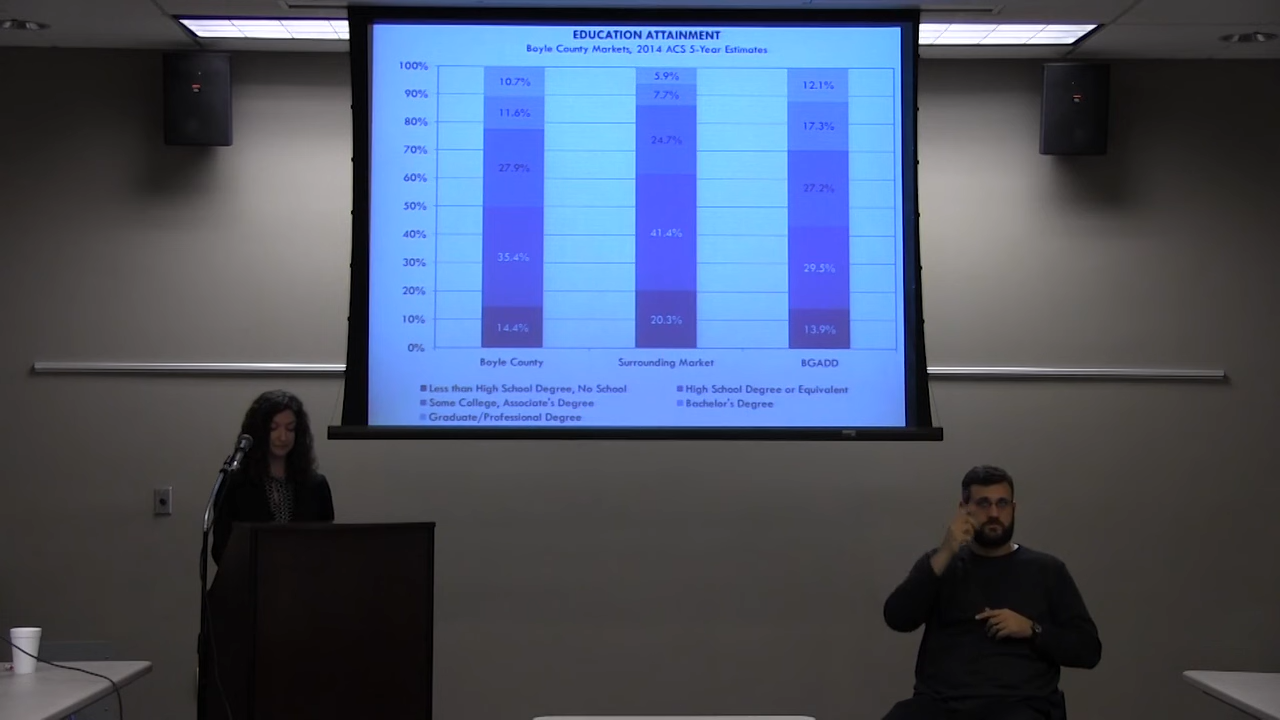 EDUCATION ATTAINMENT
Boyle County Markets, 2014 ACS 5-Year Estimates
100%
90%
80%
70%
60%
50%
40%
30%
20%
10%
0%
10.7%
11.6%
27.9%
35.4%
14.4%
5.9%
7.7%
24.7%
41.4%
20.3%
12.1%
17.3%
27.2%
29.5%
13.9%
Boyle County
Surrounding Market
BGADD
Less than High School Degree, No School
High School Degree or Equivalent
Some College, Associate's Degree
Bachelor's Degree
Graduate/Professional Degree